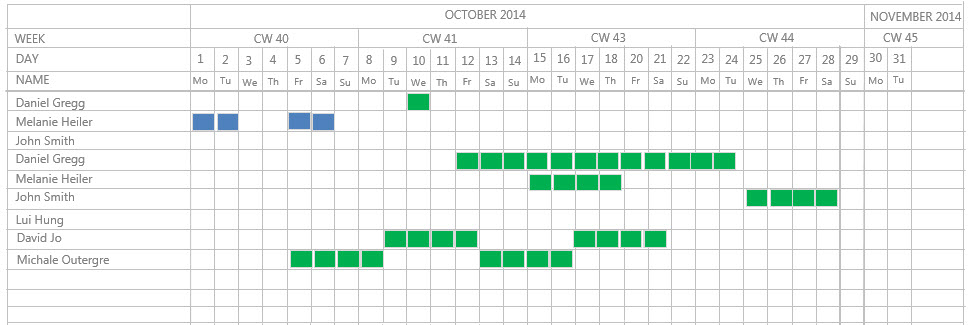 OCTOBER 2014 NOVEMBER 2014
WEEK CW 40 CW 41 CW 43 CW 44 CW 45
DAY 1 2 3 4 5 6 7 8 9 10 11 12 13 14 15 16 17 18 20 21 22 23 24 25 26 27 28 29 30 31
NAME Mo Tu We Th Fr Sa Su Mo Tu We Th Fr Sa Su Mo Tu We Th Fr Sa Su Mo Tu We Th Fr Sa Su Mo Tu
Daniel Gregg
Melanie Heiler
John Smith
Daniel Gregg
Melanie Heiler
John Smith
Lui Hung
David Jo
Michale Outergre